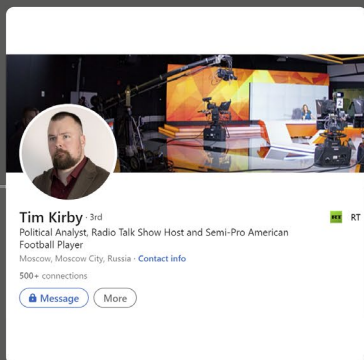 Tim Kirby · 3rd
RT RT
Political Analyst, Radio Talk Show Host and Semi-Pro American
Football Player
Moscow, Moscow City, Russia · Contact info
500+ connections
Message More